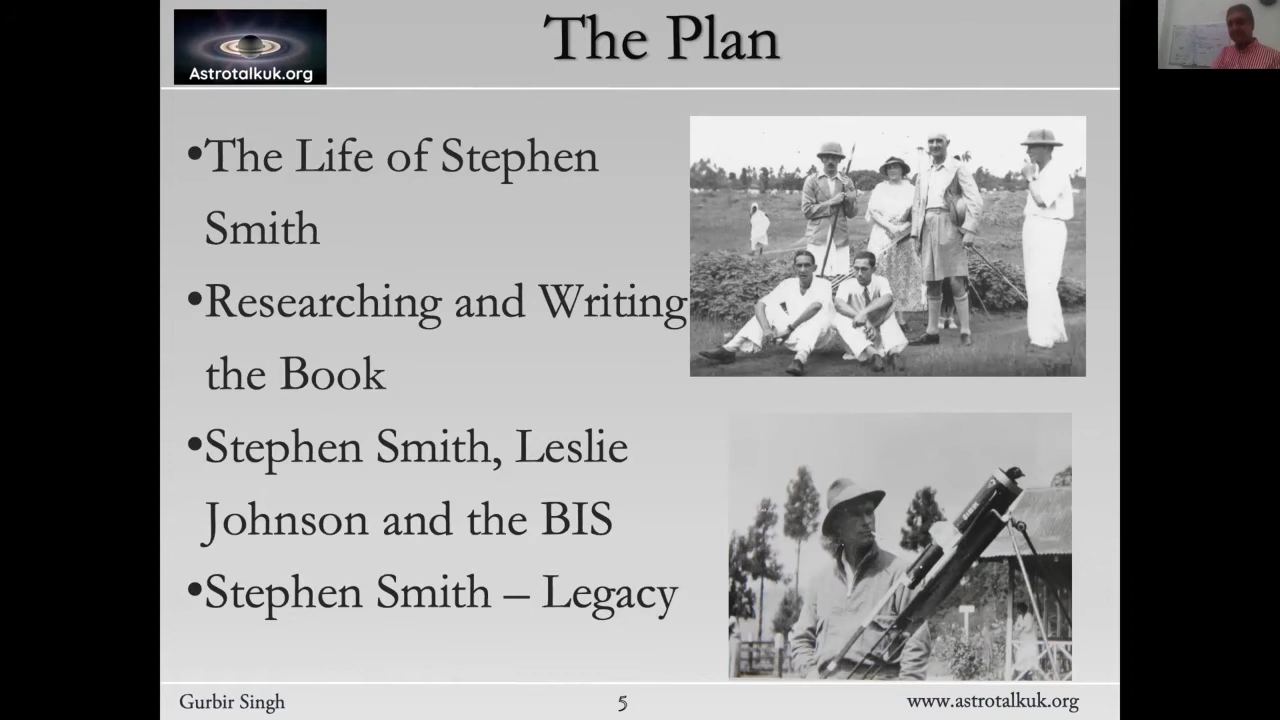 The Plan
Astrotalkuk.org
•The Life of Stephen
Smith
•Researching and Writing
the Book
•Stephen Smith, Leslie
Johnson and the BIS
•Stephen Smith – Legacy
Gurbir Singh
5
www.astrotalkuk.org